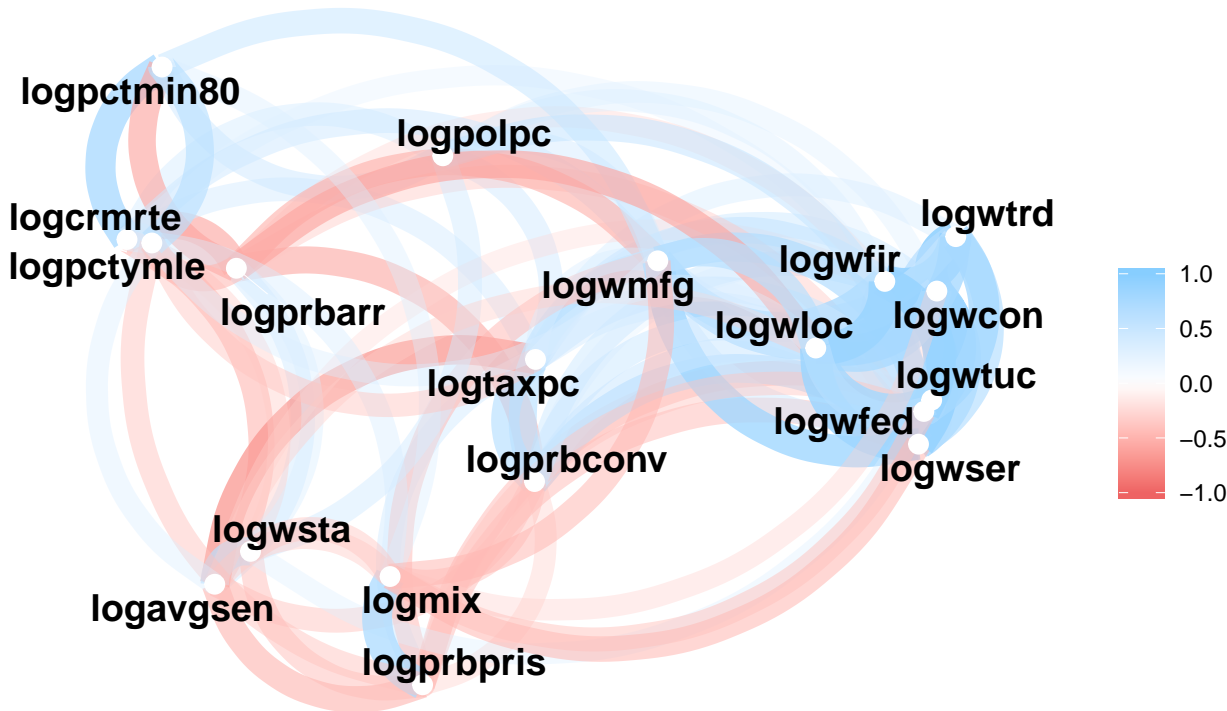 logpctmin80
logpolpc
logcrmrte
logwtrd
logpctymle
logwfir
logwmfg
logprbarr
logwcon
logwloc
logtaxpc
logwtuc
logwfed
logprbconv
logwser
logwsta
logmix
logavgsen
logprbpris
1.0
0.5
0.0
−0.5
−1.0